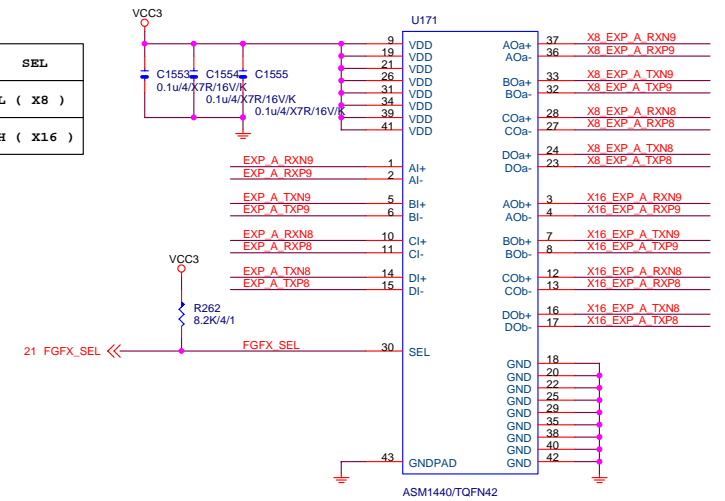 SEL
L ( X8 )
H ( X16 )
VCC3
C1553
C1554
C1555
0.1u/4/X7R/16V/K
0.1u/4/X7R/16V/K
0.1u/4/X7R/16V/K
U171
9 VDD
19 VDD
21 VDD
26 VDD
31 VDD
34 VDD
39 VDD
41 VDD
EXP_A_RXN9 1 AI+
EXP_A_RXP9 2 AI-
EXP_A_TXN9 5 BI+
EXP_A_TXP9 6 BI-
EXP_A_RXN8 10 CI+
EXP_A_RXP8 11 CI-
EXP_A_TXN8 14 DI+
EXP_A_TXP8 15 DI-
VCC3
R262
8.2K/4/1
21 FGFX_SEL
FGFX_SEL 30 SEL
43 GNDPAD
AOa+ 37 X8_EXP_A_RXN9
AOa- 36 X8_EXP_A_RXP9
BOa+ 33 X8_EXP_A_TXN9
BOa- 32 X8_EXP_A_TXP9
COa+ 28 X8_EXP_A_RXN8
COa- 27 X8_EXP_A_RXP8
DOa+ 24 X8_EXP_A_TXN8
DOa- 23 X8_EXP_A_TXP8
AOb+ 3 X16_EXP_A_RXN9
AOb- 4 X16_EXP_A_RXP9
BOb+ 7 X16_EXP_A_TXN9
BOb- 8 X16_EXP_A_TXP9
COb+ 12 X16_EXP_A_RXN8
COb- 13 X16_EXP_A_RXP8
DOb+ 16 X16_EXP_A_TXN8
DOb- 17 X16_EXP_A_TXP8
GND 18
GND 20
GND 22
GND 25
GND 29
GND 35
GND 38
GND 40
GND 42
ASM1440/TQFN42